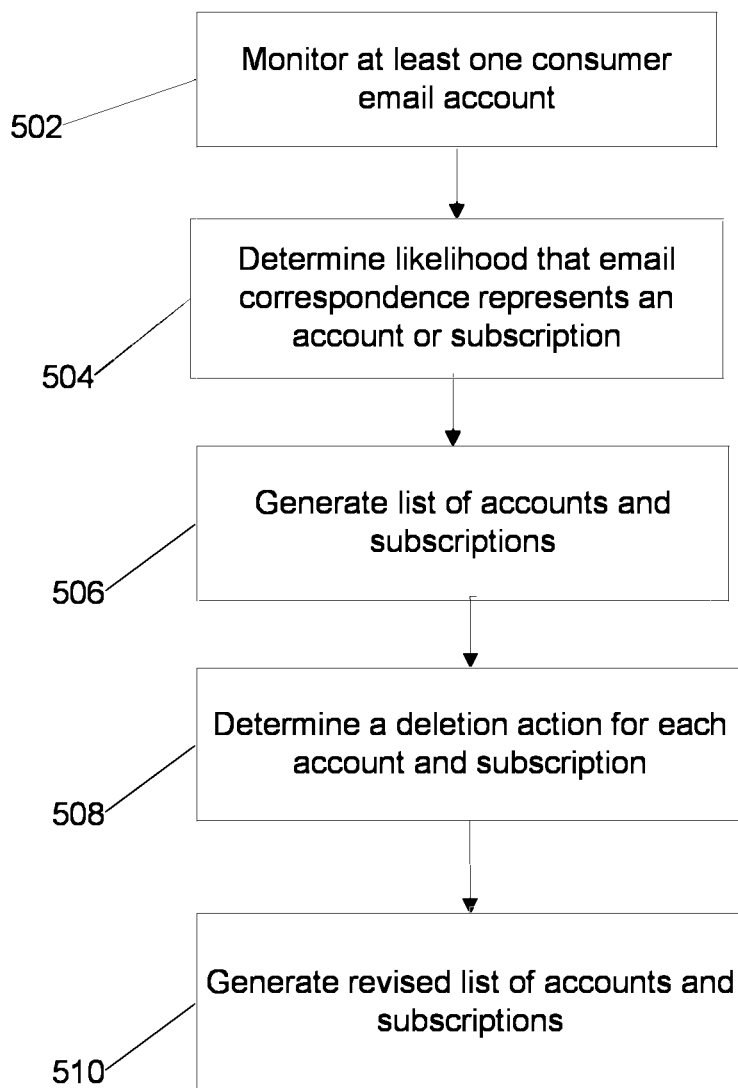 Monitor at least one consumer
email account
502
Determine likelihood that email
correspondence represents an
account or subscription
504
Generate list of accounts and
subscriptions
506
Determine a deletion action for each
account and subscription
508
Generate revised list of accounts and
subscriptions
510